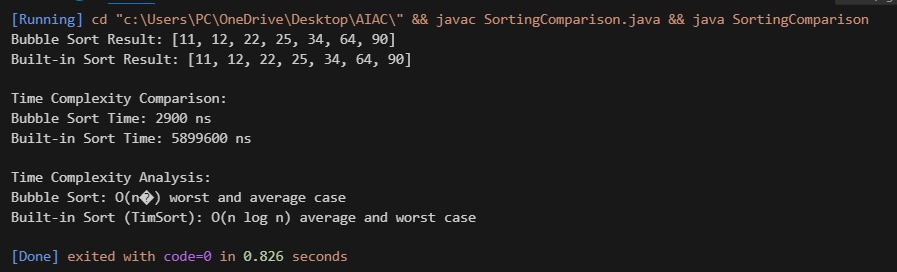 [Running] cd "c:\Users\PC\OneDrive\Desktop\AIAC\" && javac SortingComparison.java && java SortingComparison
Bubble Sort Result: [11, 12, 22, 25, 34, 64, 90]
Built-in Sort Result: [11, 12, 22, 25, 34, 64, 90]
Time Complexity Comparison:
Bubble Sort Time: 2900 ns
Built-in Sort Time: 5899600 ns
Time Complexity Analysis:
Bubble Sort: O(n�) worst and average case
Built-in Sort (TimSort): O(n log n) average and worst case
[Done] exited with code=0 in 0.826 seconds